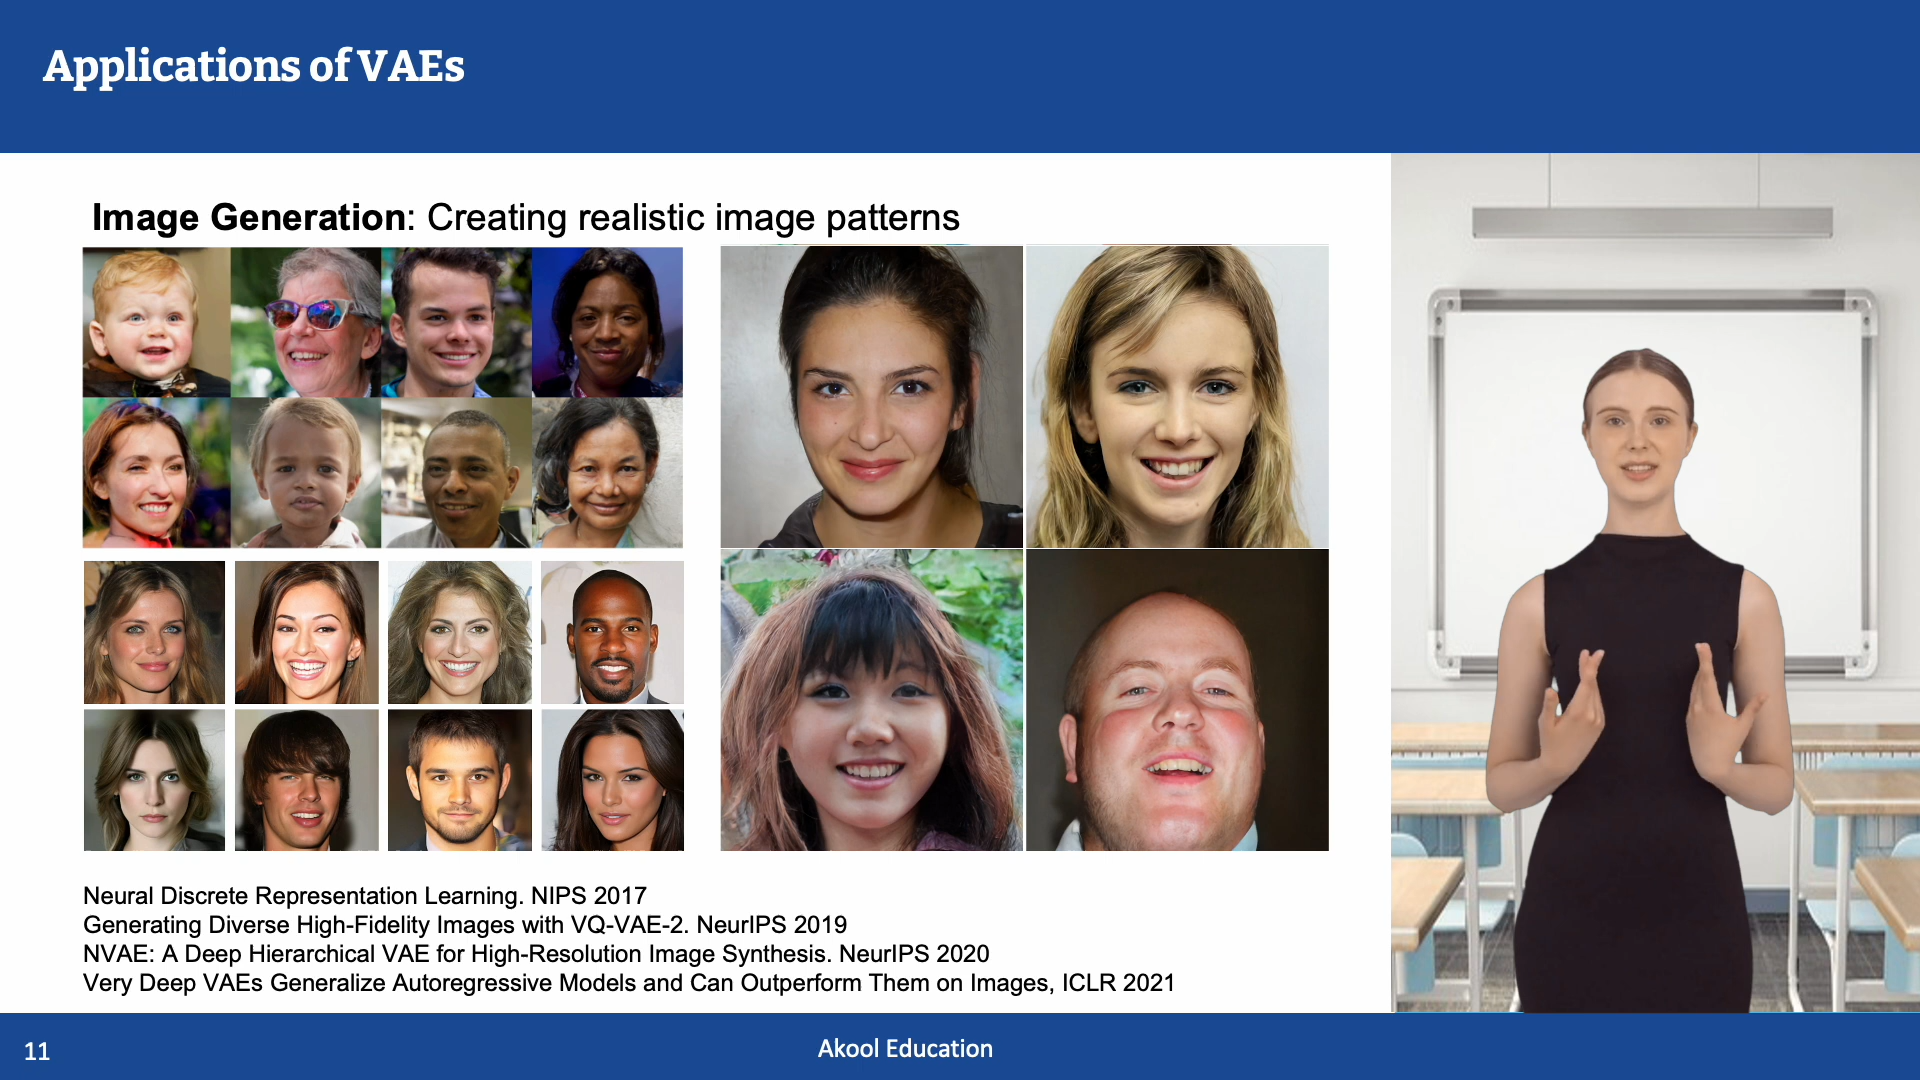 Applications of VAEs
Image Generation: Creating realistic image patterns
Neural Discrete Representation Learning. NIPS 2017
Generating Diverse High-Fidelity Images with VQ-VAE-2. NeurIPS 2019
NVAE: A Deep Hierarchical VAE for High-Resolution Image Synthesis. NeurIPS 2020
Very Deep VAEs Generalize Autoregressive Models and Can Outperform Them on Images, ICLR 2021
11
Akool Education